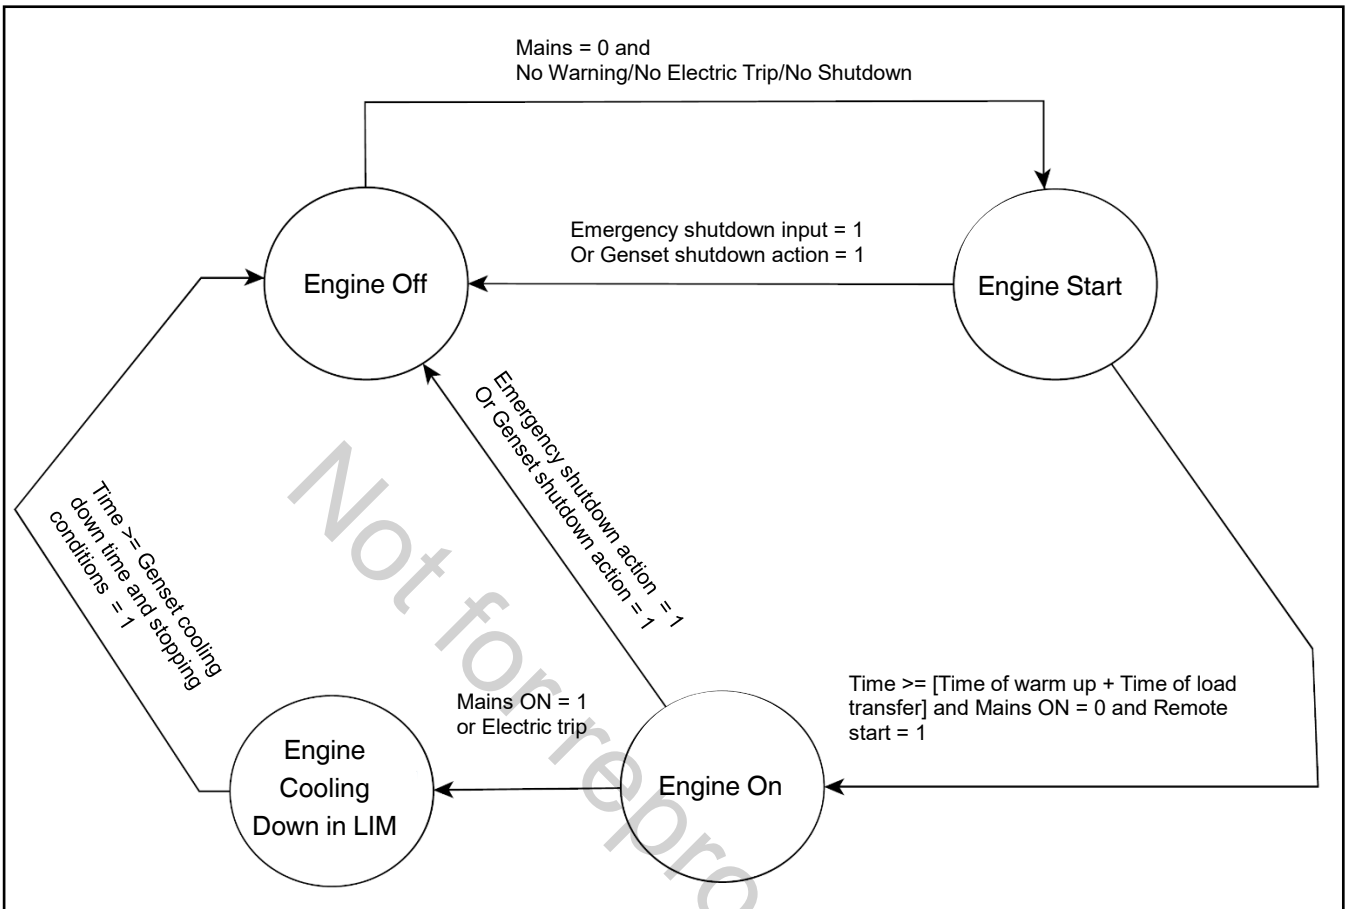 Mains = 0 and
No Warning/No Electric Trip/No Shutdown
Emergency shutdown input = 1
Or Genset shutdown action = 1
Engine Off
Engine Start
Emergency shutdown action = 1
Or Genset shutdown action = 1
Time >= Genset cooling
down time and stopping
conditions = 1
Mains ON = 1
or Electric trip
Time >= [Time of warm up + Time of load
transfer] and Mains ON = 0 and Remote
start = 1
Engine
Cooling
Down in LIM
Engine On
Not for repro